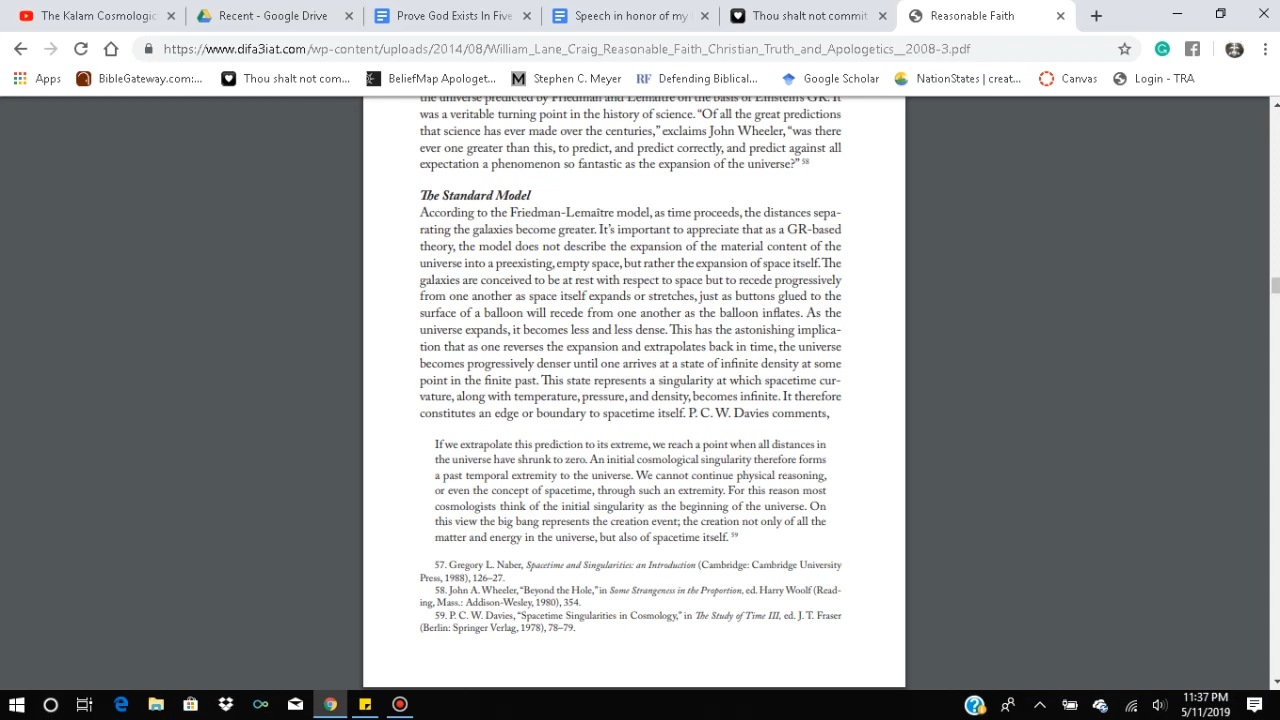 The Kalam Cosmologic
Recent - Google Drive
Prove God Exists In Five
Speech in honor of my
Thou shalt not commit
Reasonable Faith
https://www.difa3iat.com/wp-content/uploads/2014/08/William_Lane_Craig_Reasonable_Faith_Christian_Truth_and_Apologetics__2008-3.pdf
Apps
BibleGateway.com:...
Thou shalt not com...
BeliefMap Apologet...
Stephen C. Meyer
RF Defending Biblical...
Google Scholar
NationStates | creat...
Canvas
Login - TRA
the universe predicted by Friedman and Lemaître on the basis of Einstein's GR. It
was a veritable turning point in the history of science. “Of all the great predictions
that science has ever made over the centuries,” exclaims John Wheeler, “was there
ever one greater than this, to predict, and predict correctly, and predict against all
expectation a phenomenon so fantastic as the expansion of the universe?” 58
The Standard Model
According to the Friedman-Lemaître model, as time proceeds, the distances sepa-
rating the galaxies become greater. It’s important to appreciate that as a GR-based
theory, the model does not describe the expansion of the material content of the
universe into a preexisting, empty space, but rather the expansion of space itself. The
galaxies are conceived to be at rest with respect to space but to recede progressively
from one another as space itself expands or stretches, just as buttons glued to the
surface of a balloon will recede from one another as the balloon inflates. As the
universe expands, it becomes less and less dense. This has the astonishing implica-
tion that as one reverses the expansion and extrapolates back in time, the universe
becomes progressively denser until one arrives at a state of infinite density at some
point in the finite past. This state represents a singularity at which spacetime cur-
vature, along with temperature, pressure, and density, becomes infinite. It therefore
constitutes an edge or boundary to spacetime itself. P. C. W. Davies comments,
If we extrapolate this prediction to its extreme, we reach a point when all distances in
the universe have shrunk to zero. An initial cosmological singularity therefore forms
a past temporal extremity to the universe. We cannot continue physical reasoning,
or even the concept of spacetime, through such an extremity. For this reason most
cosmologists think of the initial singularity as the beginning of the universe. On
this view the big bang represents the creation event; the creation not only of all the
matter and energy in the universe, but also of spacetime itself. 59
57. Gregory L. Naber, Spacetime and Singularities: an Introduction (Cambridge: Cambridge University
Press, 1988), 126–27.
58. John A. Wheeler, “Beyond the Hole,” in Some Strangeness in the Proportion, ed. Harry Woolf (Read-
ing, Mass.: Addison-Wesley, 1980), 354.
59. P. C. W. Davies, “Spacetime Singularities in Cosmology,” in The Study of Time III, ed. J. T. Fraser
(Berlin: Springer Verlag, 1978), 78–79.
11:37 PM
5/11/2019